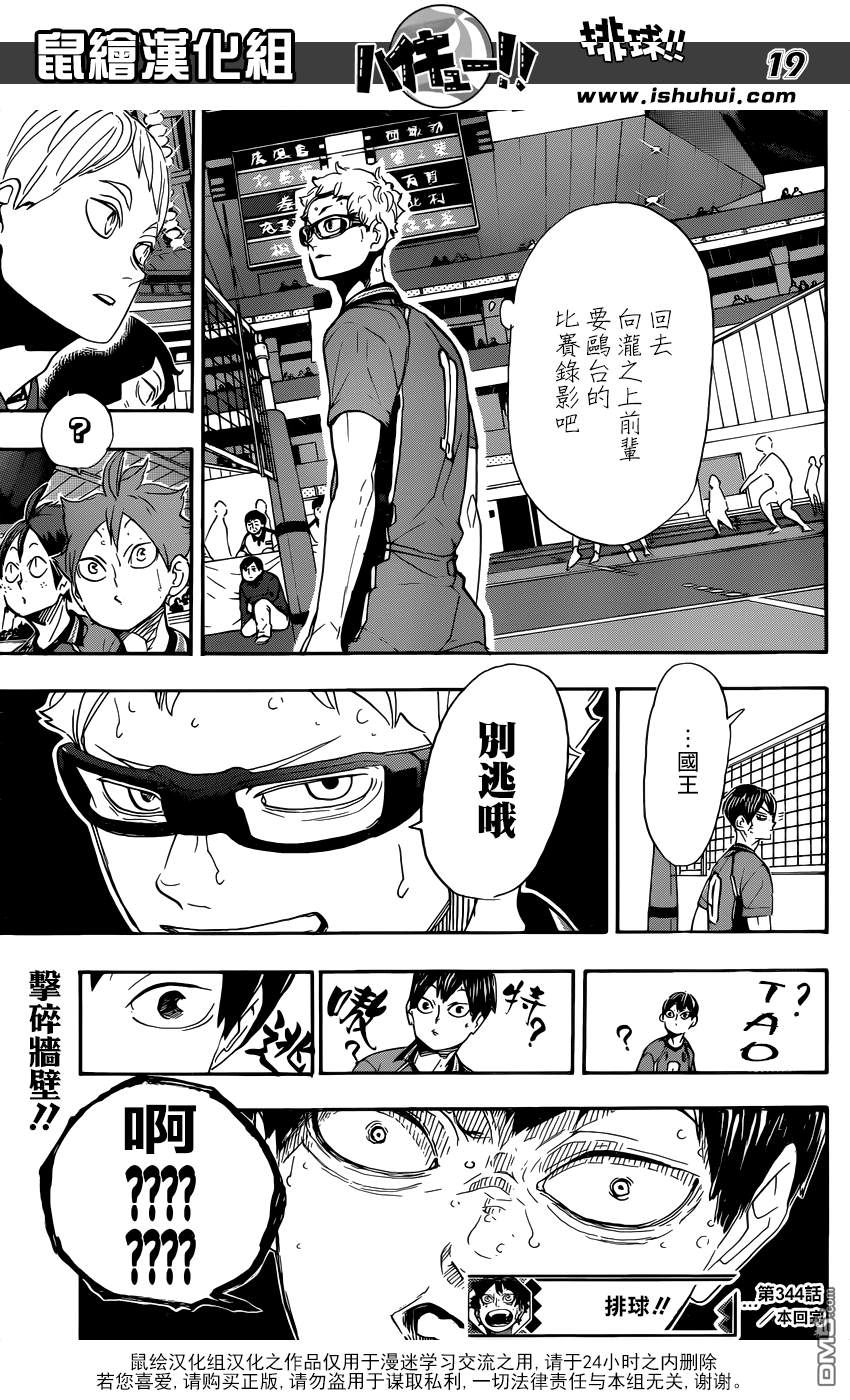 鼠繪漢化組
ハイキュー!!
排球!!
19
www.ishuhui.com
回去
向瀧之上前輩
要鷗台的
比賽錄影吧
?
…國王
別逃哦
TAO
?
?
特?
嗷?
逃
擊碎牆壁!!
啊
????
????
排球!!
…第344話
／本回完
鼠绘汉化组汉化之作品仅用于漫迷学习交流之用, 请于24小时之内删除
若您喜爱, 请购买正版, 请勿盗用于谋取私利, 一切法律责任与本组无关, 谢谢。